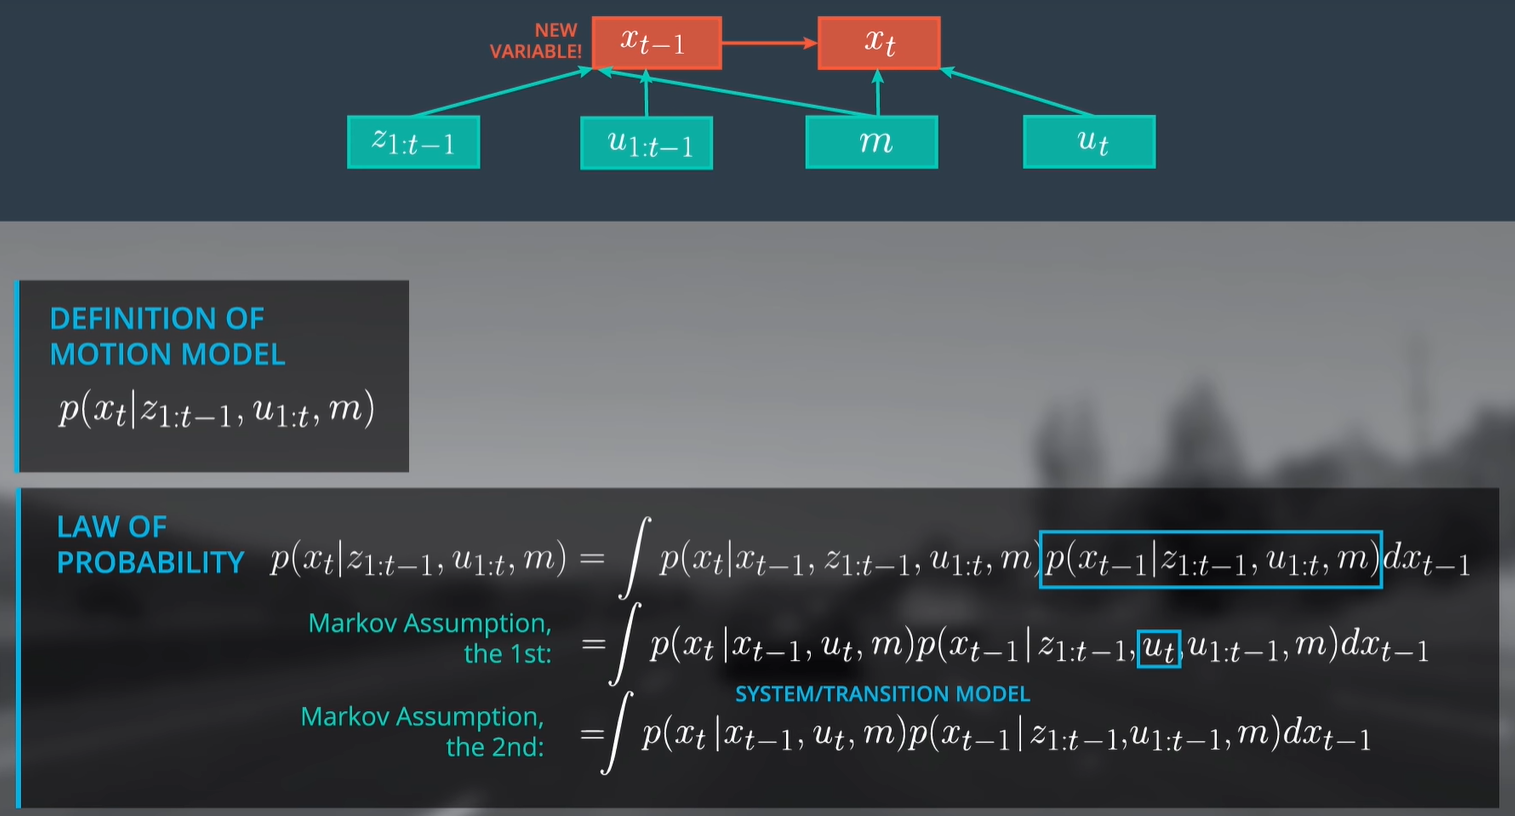 NEW
VARIABLE!
x_{t-1}
x_t
z_{1:t-1}
u_{1:t-1}
m
u_t
DEFINITION OF
MOTION MODEL
p(x_t|z_{1:t-1}, u_{1:t}, m)
LAW OF
PROBABILITY
p(x_t|z_{1:t-1}, u_{1:t}, m) = ∫ p(x_t|x_{t-1}, z_{1:t-1}, u_{1:t}, m)p(x_{t-1}|z_{1:t-1}, u_{1:t}, m)dx_{t-1}
Markov Assumption,
the 1st:
=∫ p(x_t|x_{t-1}, u_t, m)p(x_{t-1}|z_{1:t-1}, u_t, u_{1:t-1}, m)dx_{t-1}
SYSTEM/TRANSITION MODEL
Markov Assumption,
the 2nd:
=∫ p(x_t|x_{t-1}, u_t, m)p(x_{t-1}|z_{1:t-1},u_{1:t-1}, m)dx_{t-1}